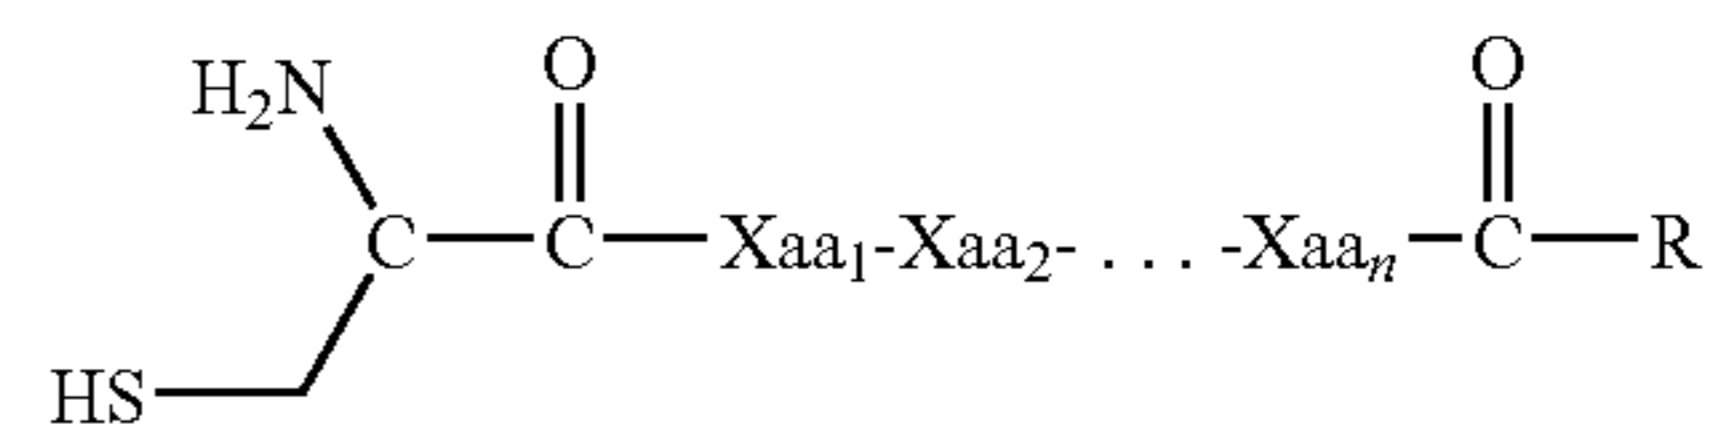 O O
H₂N
C C Xaa₁-Xaa₂- . . . -Xaaₙ C R
HS